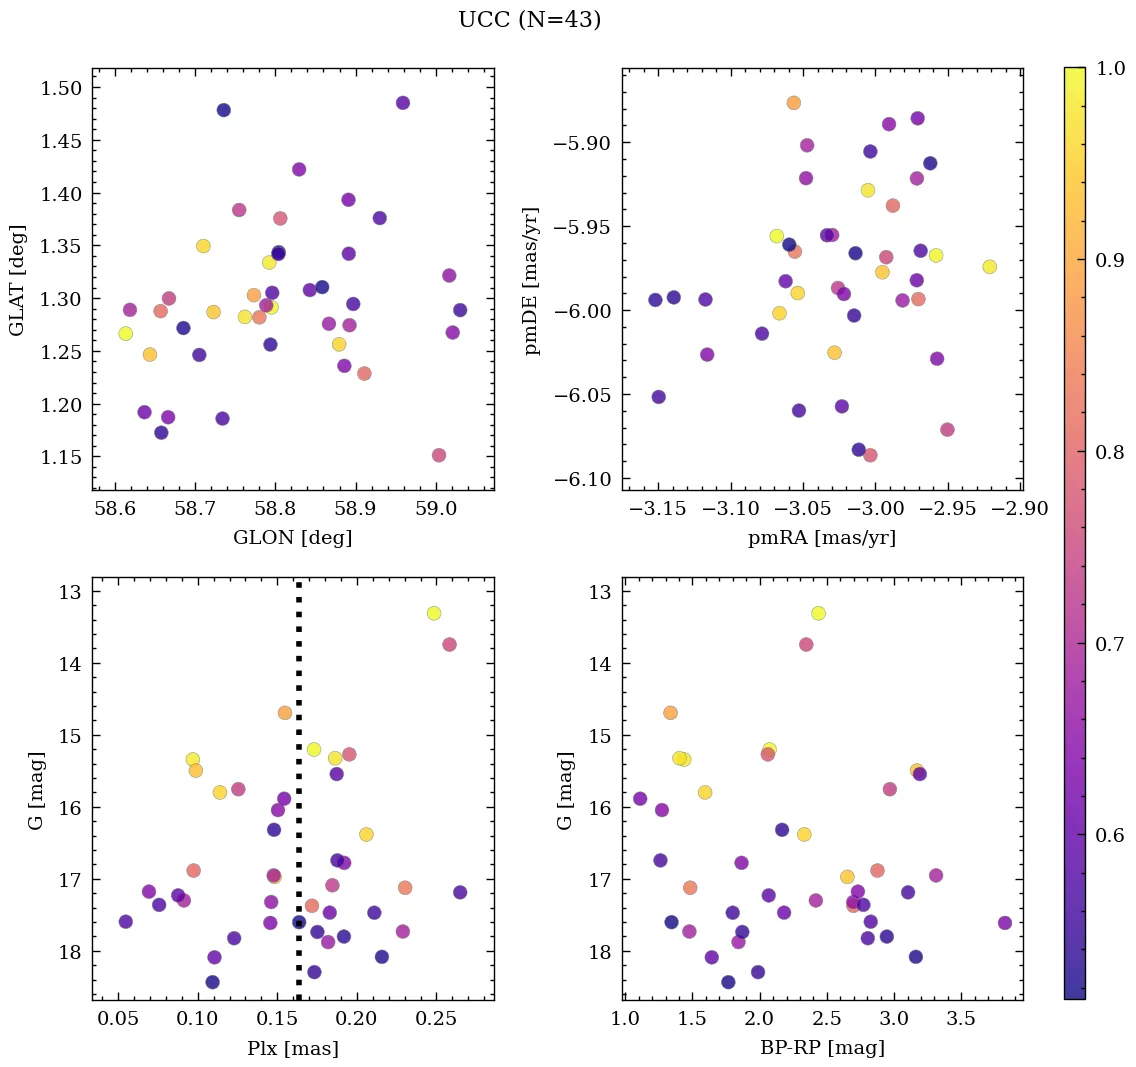 UCC (N=43)
1.50
1.45
1.40
1.35
1.30
1.25
1.20
1.15
GLAT [deg]
58.6 58.7 58.8 58.9 59.0
GLON [deg]
−5.90
−5.95
−6.00
−6.05
−6.10
pmDE [mas/yr]
−3.15 −3.10 −3.05 −3.00 −2.95 −2.90
pmRA [mas/yr]
13
14
15
16
17
18
G [mag]
0.05 0.10 0.15 0.20 0.25
Plx [mas]
13
14
15
16
17
18
G [mag]
1.0 1.5 2.0 2.5 3.0 3.5
BP-RP [mag]
1.0
0.9
0.8
0.7
0.6